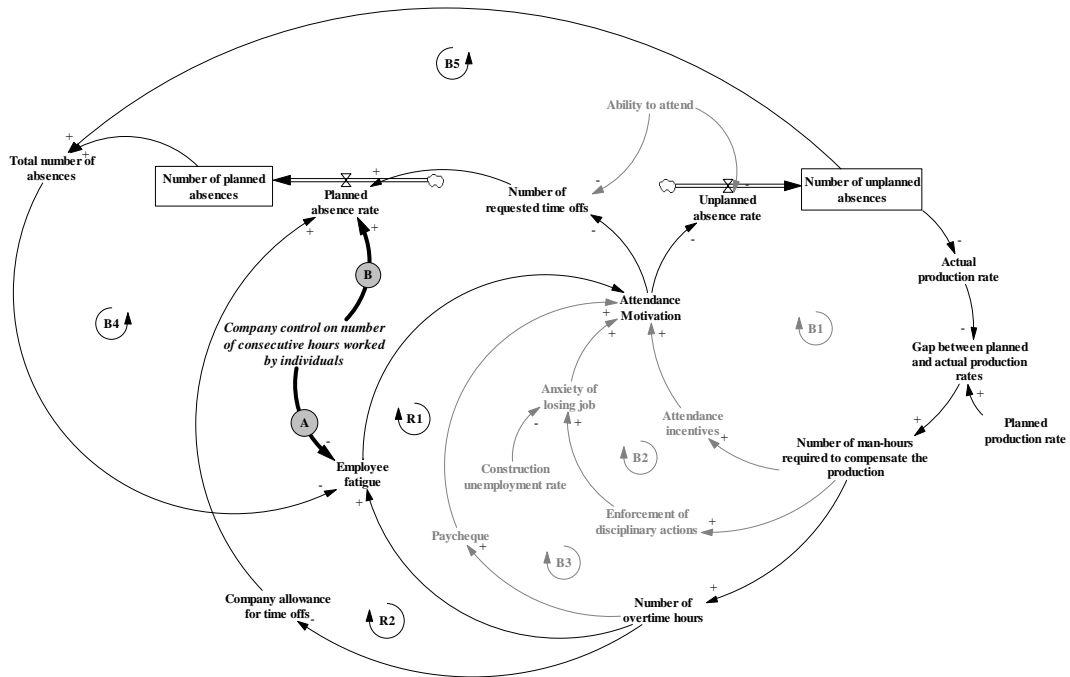 B5
Ability to attend
Total number of
absences
Number of planned
absences
Planned
absence rate
Number of
requested time offs
Unplanned
absence rate
Number of unplanned
absences
Actual
production rate
B
Attendance
Motivation
B4
Company control on number
of consecutive hours worked
by individuals
B1
Gap between planned
and actual production
rates
A
R1
Anxiety of
losing job
Attendance
incentives
Planned
production rate
Number of man-hours
required to compensate the
production
B2
Employee
fatigue
Construction
unemployment rate
Enforcement of
disciplinary actions
Paycheque
B3
Company allowance
for time offs
R2
Number of
overtime hours
+
+
+
+
+
-
-
-
-
-
-
-
+
+
+
+
+
-
+
+
-
-
+
+
+
+
-